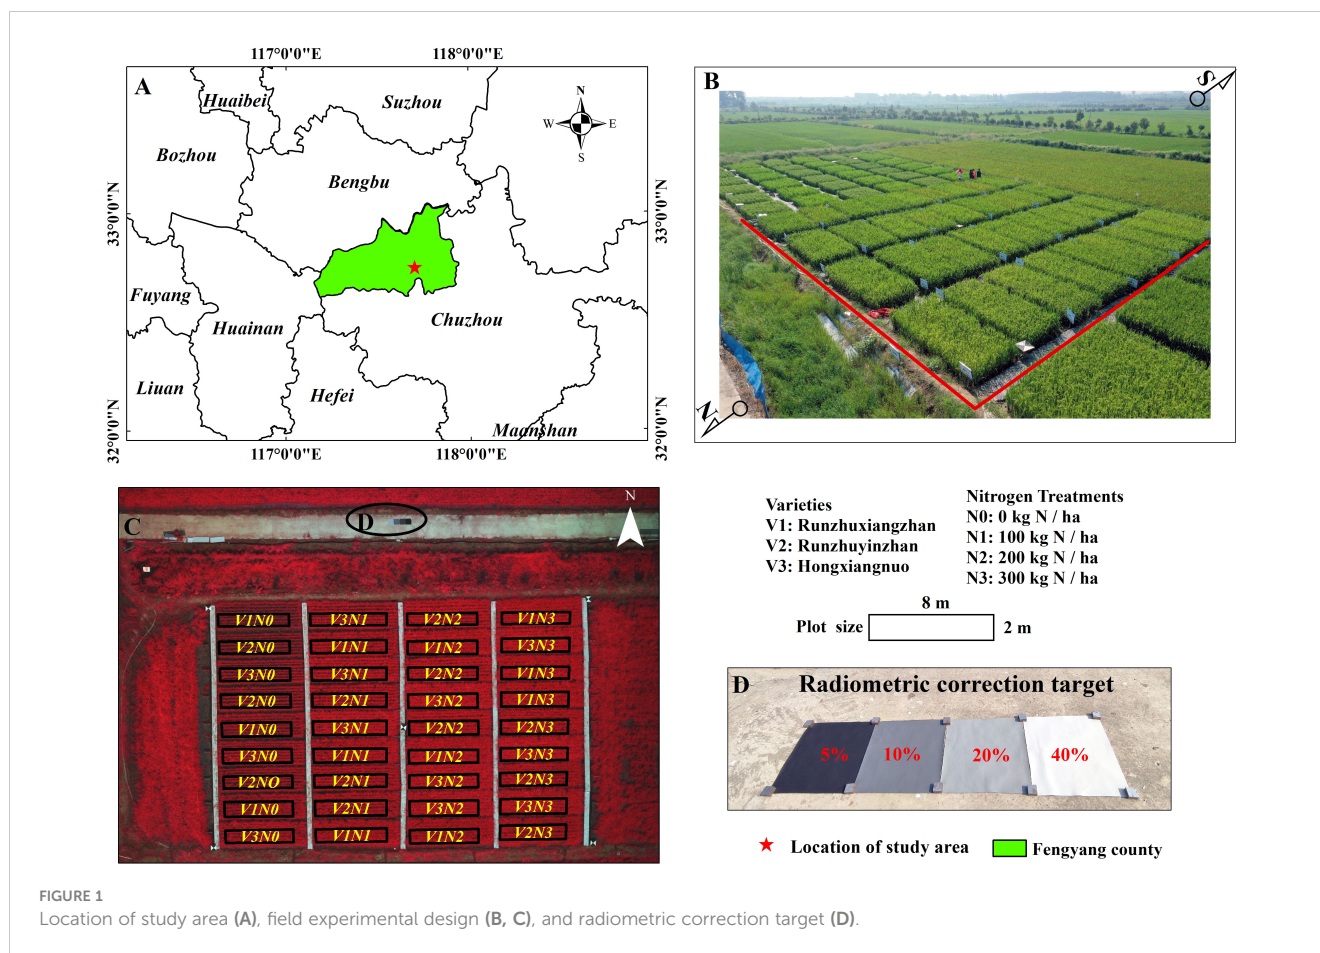 117°0'0"E 118°0'0"E
A
Huaibei
Suzhou
N
W E
S
Bozhou
Bengbu
33°0'0"N
33°0'0"N
Fuyang
Huainan
Chuzhou
Liuan
Hefei
Maanshan
32°0'0"N
32°0'0"N
117°0'0"E 118°0'0"E
B
S
N
C
D
N
V1N0 V3N1 V2N2 V1N3
V2N0 V1N1 V1N2 V3N3
V3N0 V3N1 V2N2 V1N3
V2N0 V2N1 V3N2 V1N3
V1N0 V3N1 V2N2 V2N3
V3N0 V1N1 V1N2 V3N3
V2NO V2N1 V3N2 V2N3
V1N0 V2N1 V3N2 V3N3
V3N0 V1N1 V1N2 V2N3
Varieties
V1: Runzhuxiangzhan
V2: Runzhuyinzhan
V3: Hongxiangnuo
Nitrogen Treatments
N0: 0 kg N / ha
N1: 100 kg N / ha
N2: 200 kg N / ha
N3: 300 kg N / ha
8 m
Plot size 2 m
D Radiometric correction target
5% 10% 20% 40%
Location of study area Fengyang county
FIGURE 1
Location of study area (A), field experimental design (B, C), and radiometric correction target (D).